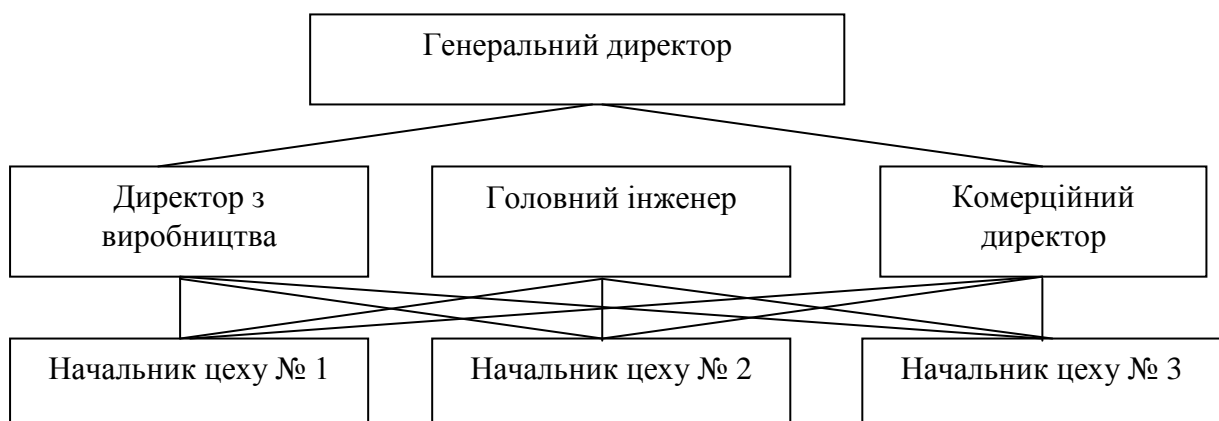 Генеральний директор
Директор з
виробництва
Головний інженер
Комерційний
директор
Начальник цеху № 1
Начальник цеху № 2
Начальник цеху № 3